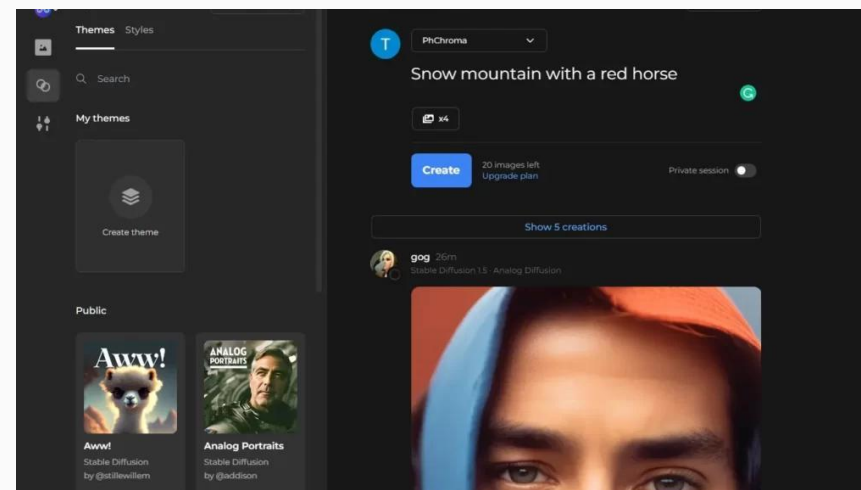 Themes Styles
Search
My themes
Create theme
Public
Aww!
Aww!
Stable Diffusion
by @stillewillem
ANALOG
PORTRAITS
Analog Portraits
Stable Diffusion
by @addison
T
PhChroma
Snow mountain with a red horse
x4
Create
20 images left
Upgrade plan
Private session
Show 5 creations
gog 26m
Stable Diffusion 1.5 · Analog Diffusion